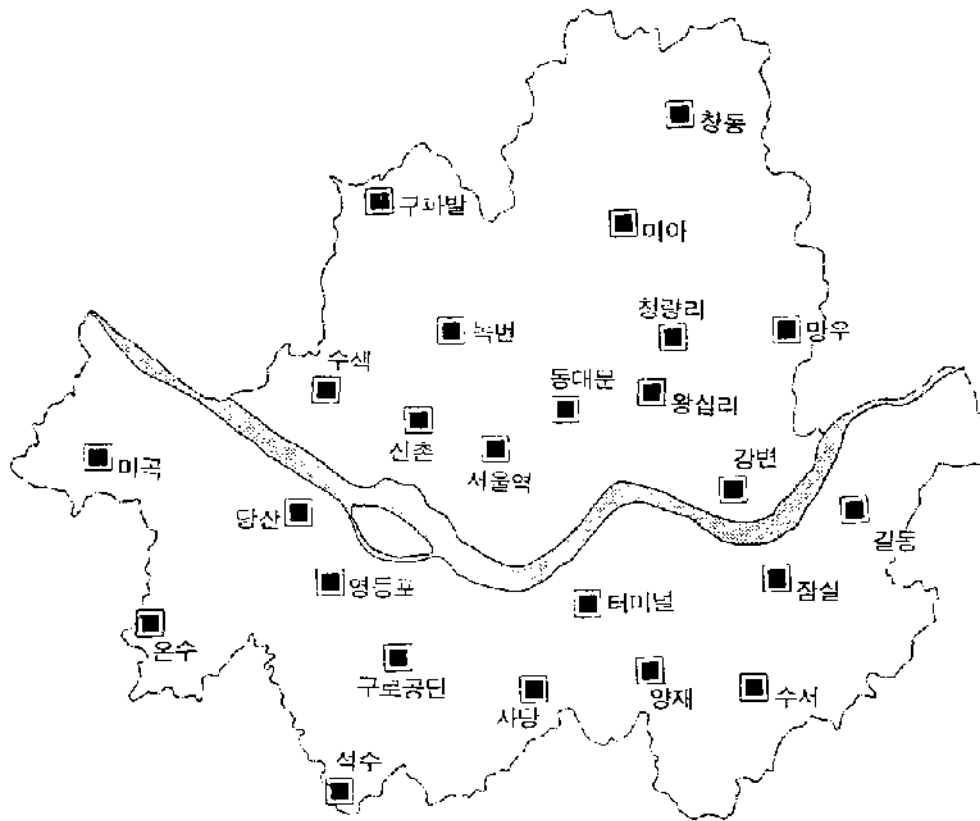 창동
구파발
미아
청량리
녹번
망우
수색
동대문
왕십리
신촌
서울역
강변
마곡
당산
길동
영등포
잠실
터미널
온수
구로공단
사당
양재
수서
석수